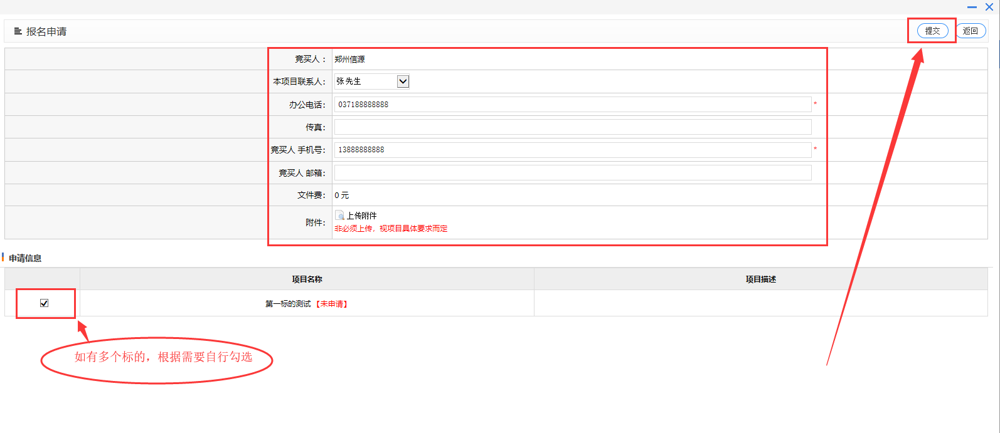 报名申请
提交
返回
竞买人：
郑州信源
本项目联系人：
张先生
办公电话：
037188888888
*
传真：
竞买人 手机号：
13888888888
*
竞买人 邮箱：
文件费：
0 元
附件：
上传附件
非必须上传，视项目具体要求而定
申请信息
项目名称
项目描述
第一标的测试 【未申请】
如有多个标的，根据需要自行勾选